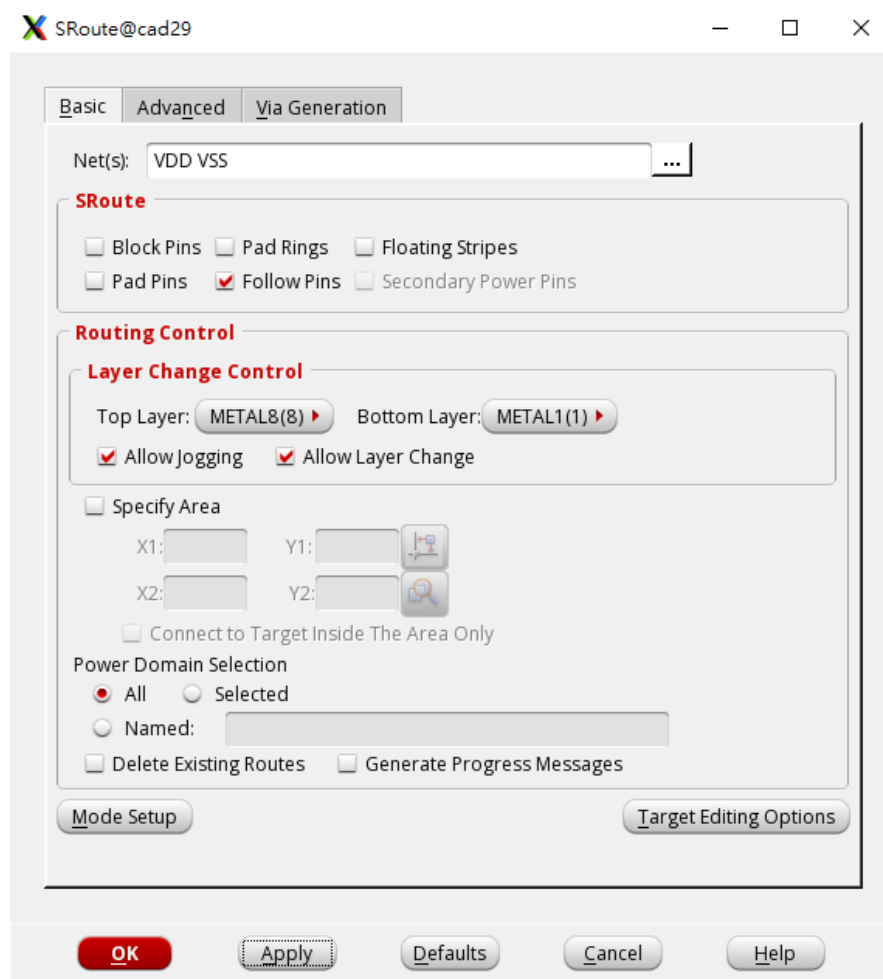 SRoute@cad29
Basic Advanced Via Generation
Net(s): VDD VSS ...
SRoute
Block Pins Pad Rings Floating Stripes
Pad Pins Follow Pins Secondary Power Pins
Routing Control
Layer Change Control
Top Layer: METAL8(8) Bottom Layer: METAL1(1)
Allow Jogging Allow Layer Change
Specify Area
X1: Y1:
X2: Y2:
Connect to Target Inside The Area Only
Power Domain Selection
All Selected
Named:
Delete Existing Routes Generate Progress Messages
Mode Setup Target Editing Options
OK Apply Defaults Cancel Help